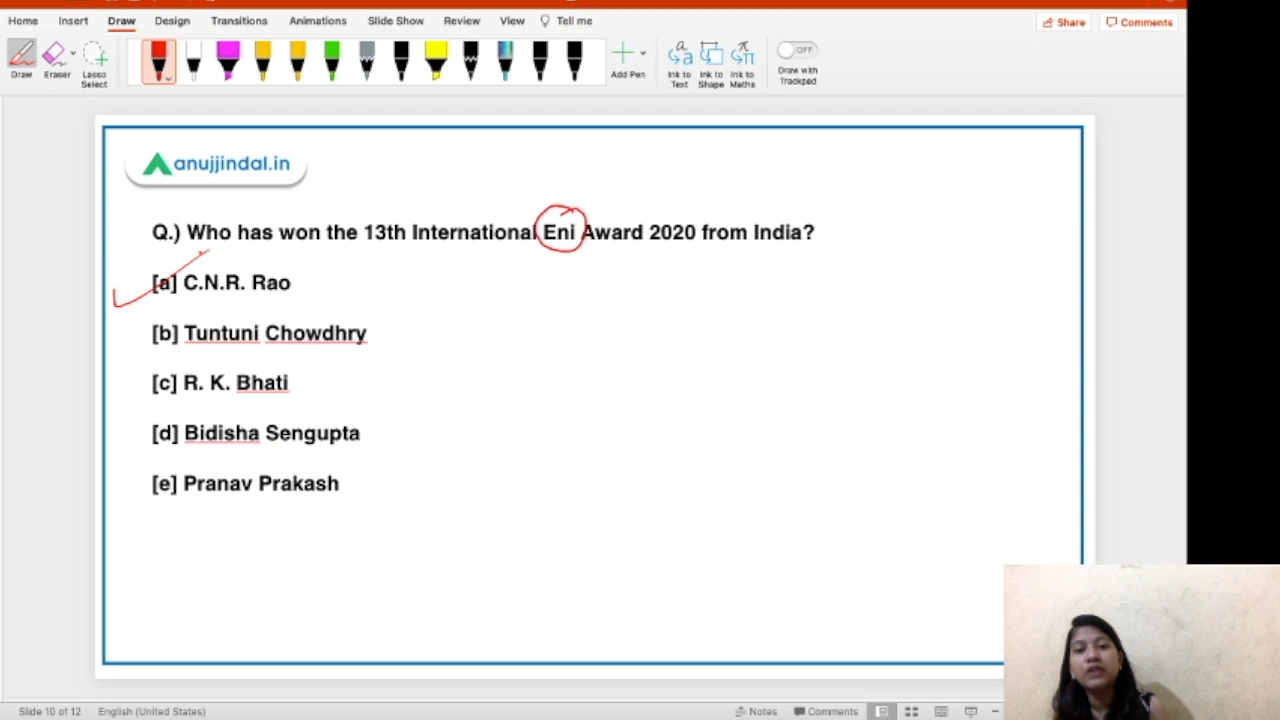 Home Insert Draw Design Transitions Animations Slide Show Review View Tell me Share Comments
Draw Eraser Lasso Select Add Pen Ink to Text Ink to Shape Ink to Maths OFF Draw with Trackpad
anujjindal.in
Q.) Who has won the 13th International Eni Award 2020 from India?
[a] C.N.R. Rao
[b] Tuntuni Chowdhry
[c] R. K. Bhati
[d] Bidisha Sengupta
[e] Pranav Prakash
Slide 10 of 12 English (United States) Notes Comments